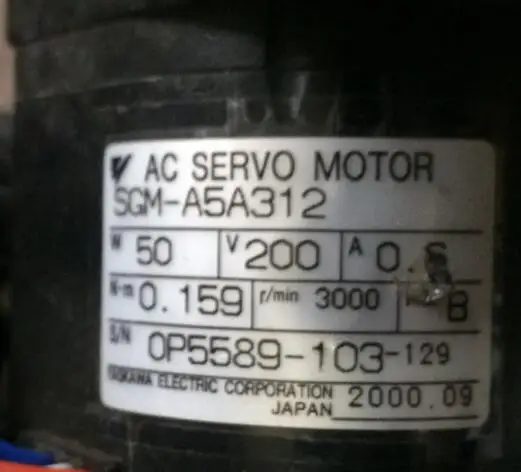 AC SERVO MOTOR
SGM-A5A312
W 50 V 200 A 0.
N·m 0.159 r/min 3000 B
S/N 0P5589-103-129
YASKAWA ELECTRIC CORPORATION
JAPAN 2000.09